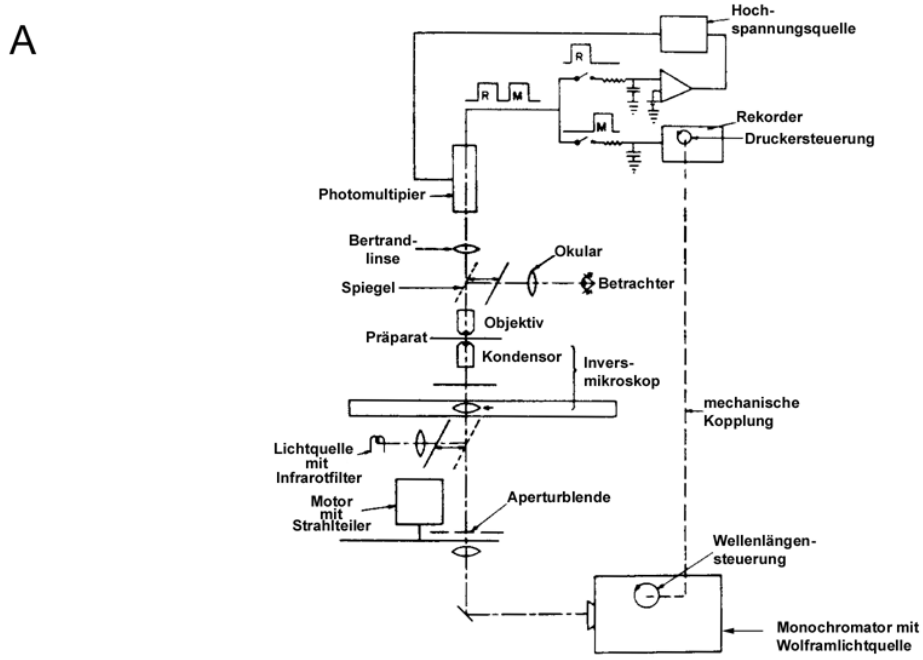 A
Hoch-
spannungsquelle
R
R M
M
Rekorder
Druckersteuerung
Photomultipier
Bertrand-
linse
Okular
Spiegel
Betrachter
Objektiv
Präparat
Kondensor
Invers-
mikroskop
mechanische
Kopplung
Lichtquelle
mit
Infrarotfilter
Motor
mit
Strahlteiler
Aperturblende
Wellenlängen-
steuerung
Monochromator mit
Wolframlichtquelle